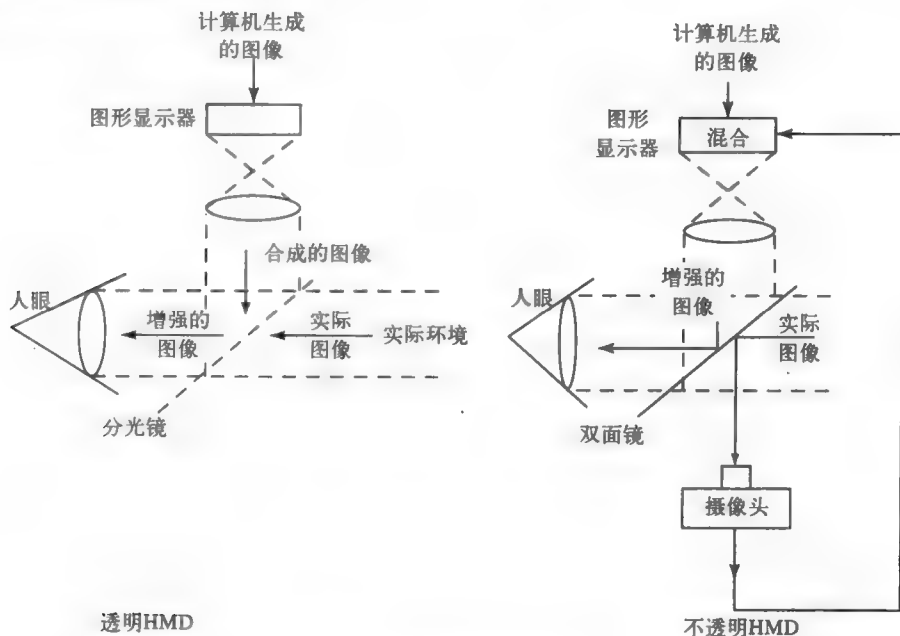 计算机生成
的图像
图形显示器
合成的图像
人眼
增强的
图像
实际
图像
实际环境
分光镜
透明HMD
计算机生成
的图像
图形
显示器
混合
增强的
图像
人眼
实际
图像
双面镜
摄像头
不透明HMD